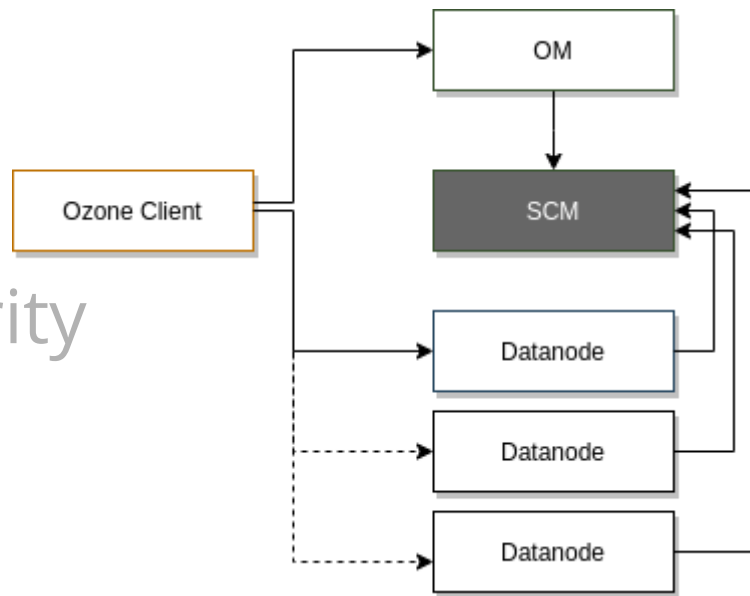 OM
Ozone Client
SCM
rity
Datanode
Datanode
Datanode